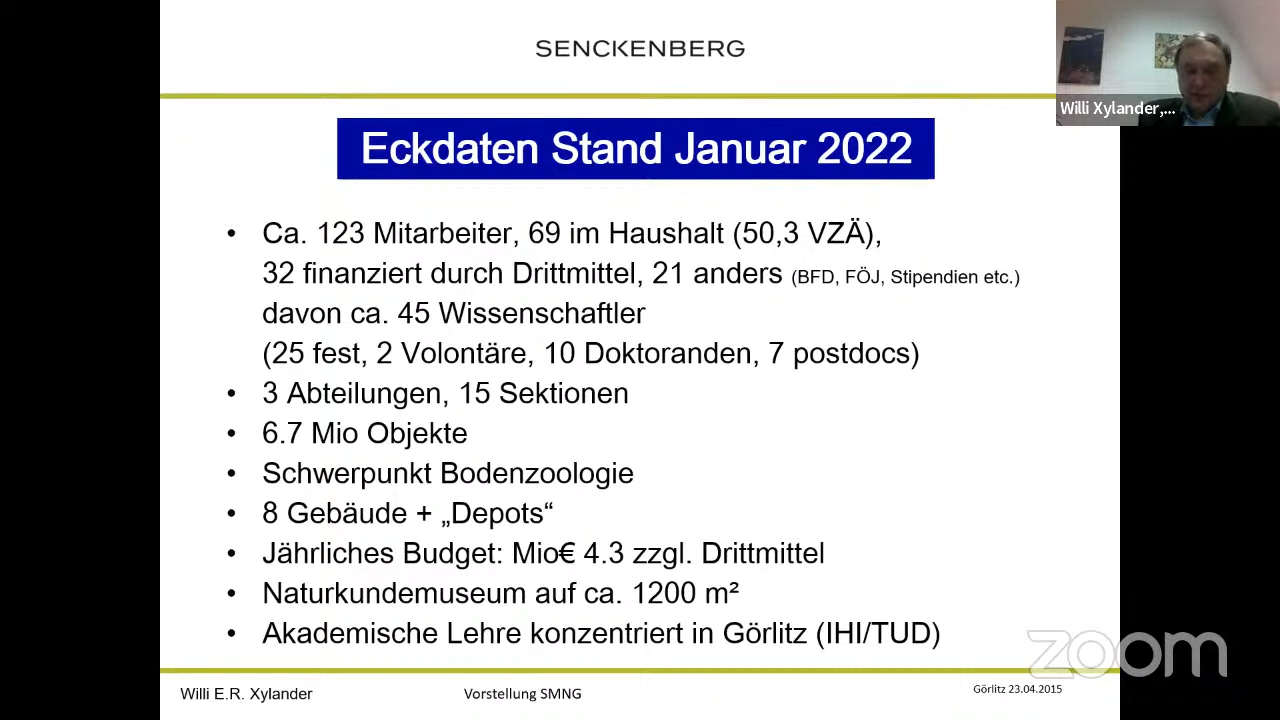 SENCKENBERG
Willi Xylander,...
Eckdaten Stand Januar 2022
• Ca. 123 Mitarbeiter, 69 im Haushalt (50,3 VZÄ),
32 finanziert durch Drittmittel, 21 anders (BFD, FÖJ, Stipendien etc.)
davon ca. 45 Wissenschaftler
(25 fest, 2 Volontäre, 10 Doktoranden, 7 postdocs)
• 3 Abteilungen, 15 Sektionen
• 6.7 Mio Objekte
• Schwerpunkt Bodenzoologie
• 8 Gebäude + „Depots“
• Jährliches Budget: Mio€ 4.3 zzgl. Drittmittel
• Naturkundemuseum auf ca. 1200 m²
• Akademische Lehre konzentriert in Görlitz (IHI/TUD)
zoom
Willi E.R. Xylander
Vorstellung SMNG
Görlitz 23.04.2015